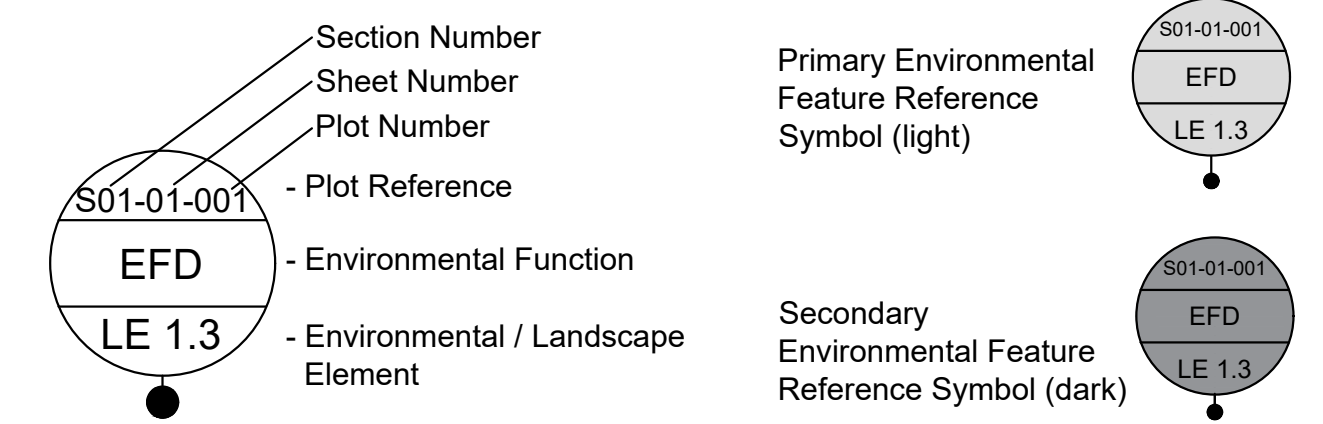 Section Number
Sheet Number
Plot Number
S01-01-001
- Plot Reference
EFD
- Environmental Function
LE 1.3
- Environmental / Landscape
Element
Primary Environmental
Feature Reference
Symbol (light)
S01-01-001
EFD
LE 1.3
Secondary
Environmental Feature
Reference Symbol (dark)
S01-01-001
EFD
LE 1.3